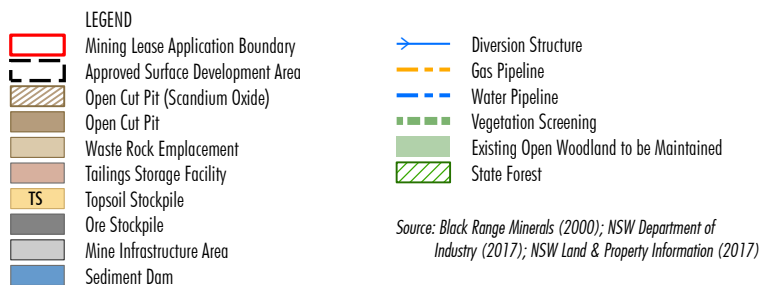 LEGEND
Mining Lease Application Boundary
Approved Surface Development Area
Open Cut Pit (Scandium Oxide)
Open Cut Pit
Waste Rock Emplacement
Tailings Storage Facility
TS Topsoil Stockpile
Ore Stockpile
Mine Infrastructure Area
Sediment Dam
Diversion Structure
Gas Pipeline
Water Pipeline
Vegetation Screening
Existing Open Woodland to be Maintained
State Forest
Source: Black Range Minerals (2000); NSW Department of
Industry (2017); NSW Land & Property Information (2017)